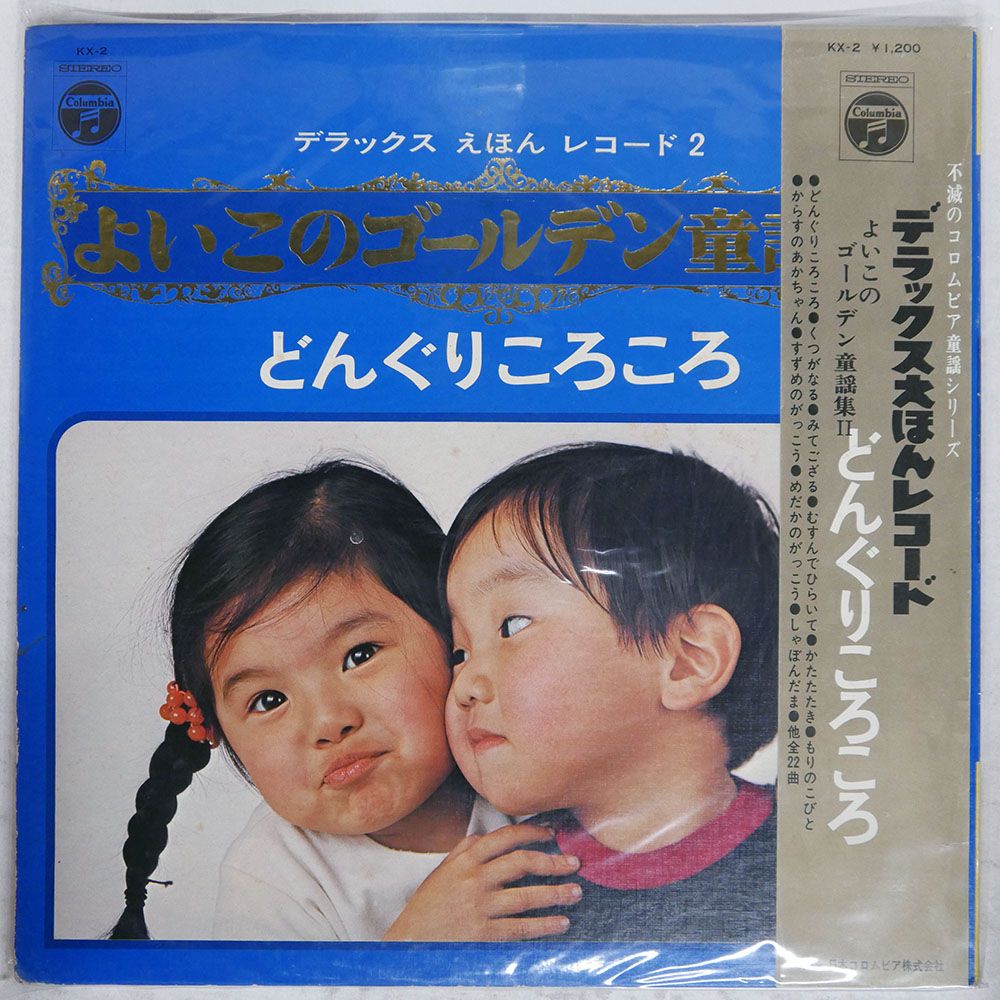 KX-2
STEREO
Columbia
デラックス えほん レコード 2
よいこのゴールデン童謡
どんぐりころころ
KX-2 ¥1,200
STEREO
Columbia
不滅のコロムビア童謡シリーズ
デラックス大ほんレコード
よいこの
ゴールデン童謡集II
どんぐりころころ
●どんぐりころころ●くつがなる●みてござる●むすんでひらいて●かたたたき●もりのこびと
●からすのあかちゃん●すずめのがっこう●めだかのがっこう●しゃぼんだま●他全22曲
日本コロムビア株式会社